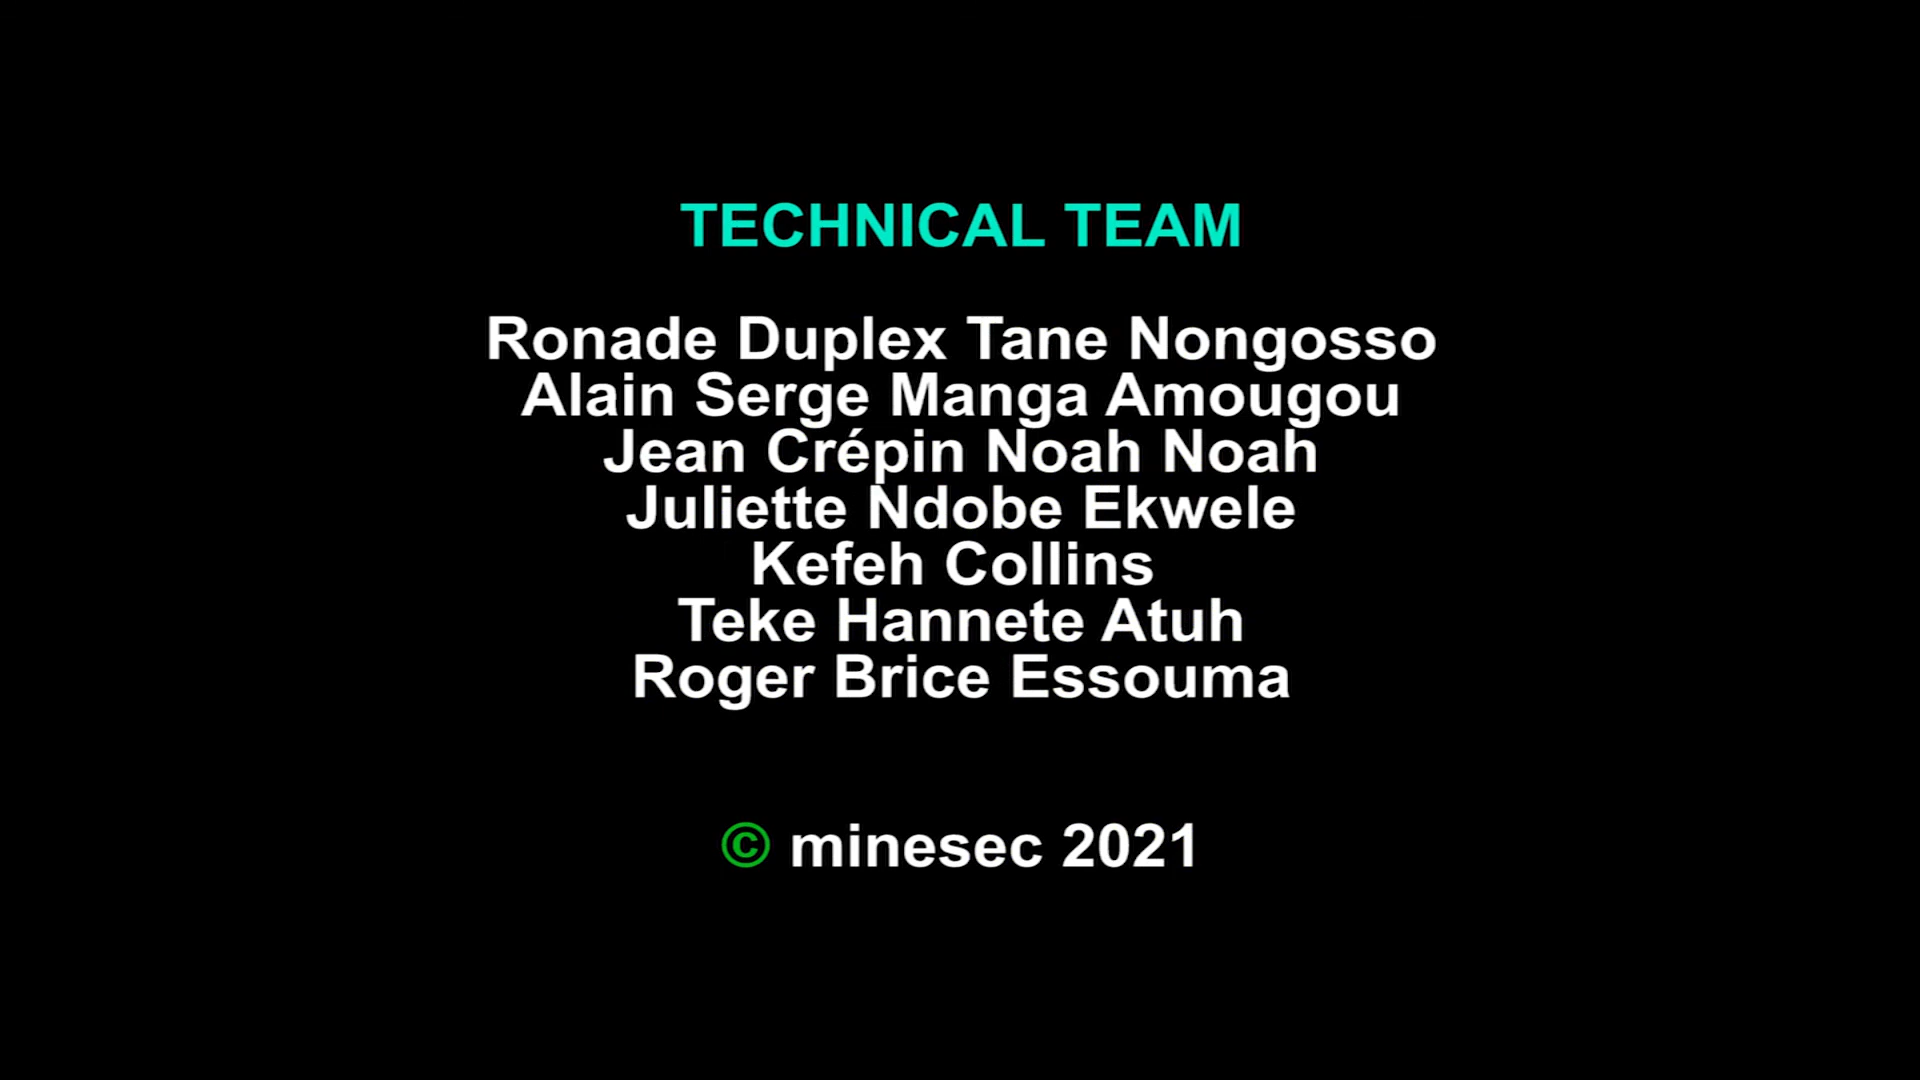 TECHNICAL TEAM
Ronade Duplex Tane Nongosso
Alain Serge Manga Amougou
Jean Crépin Noah Noah
Juliette Ndobe Ekwele
Kefeh Collins
Teke Hannete Atuh
Roger Brice Essouma
© minesec 2021